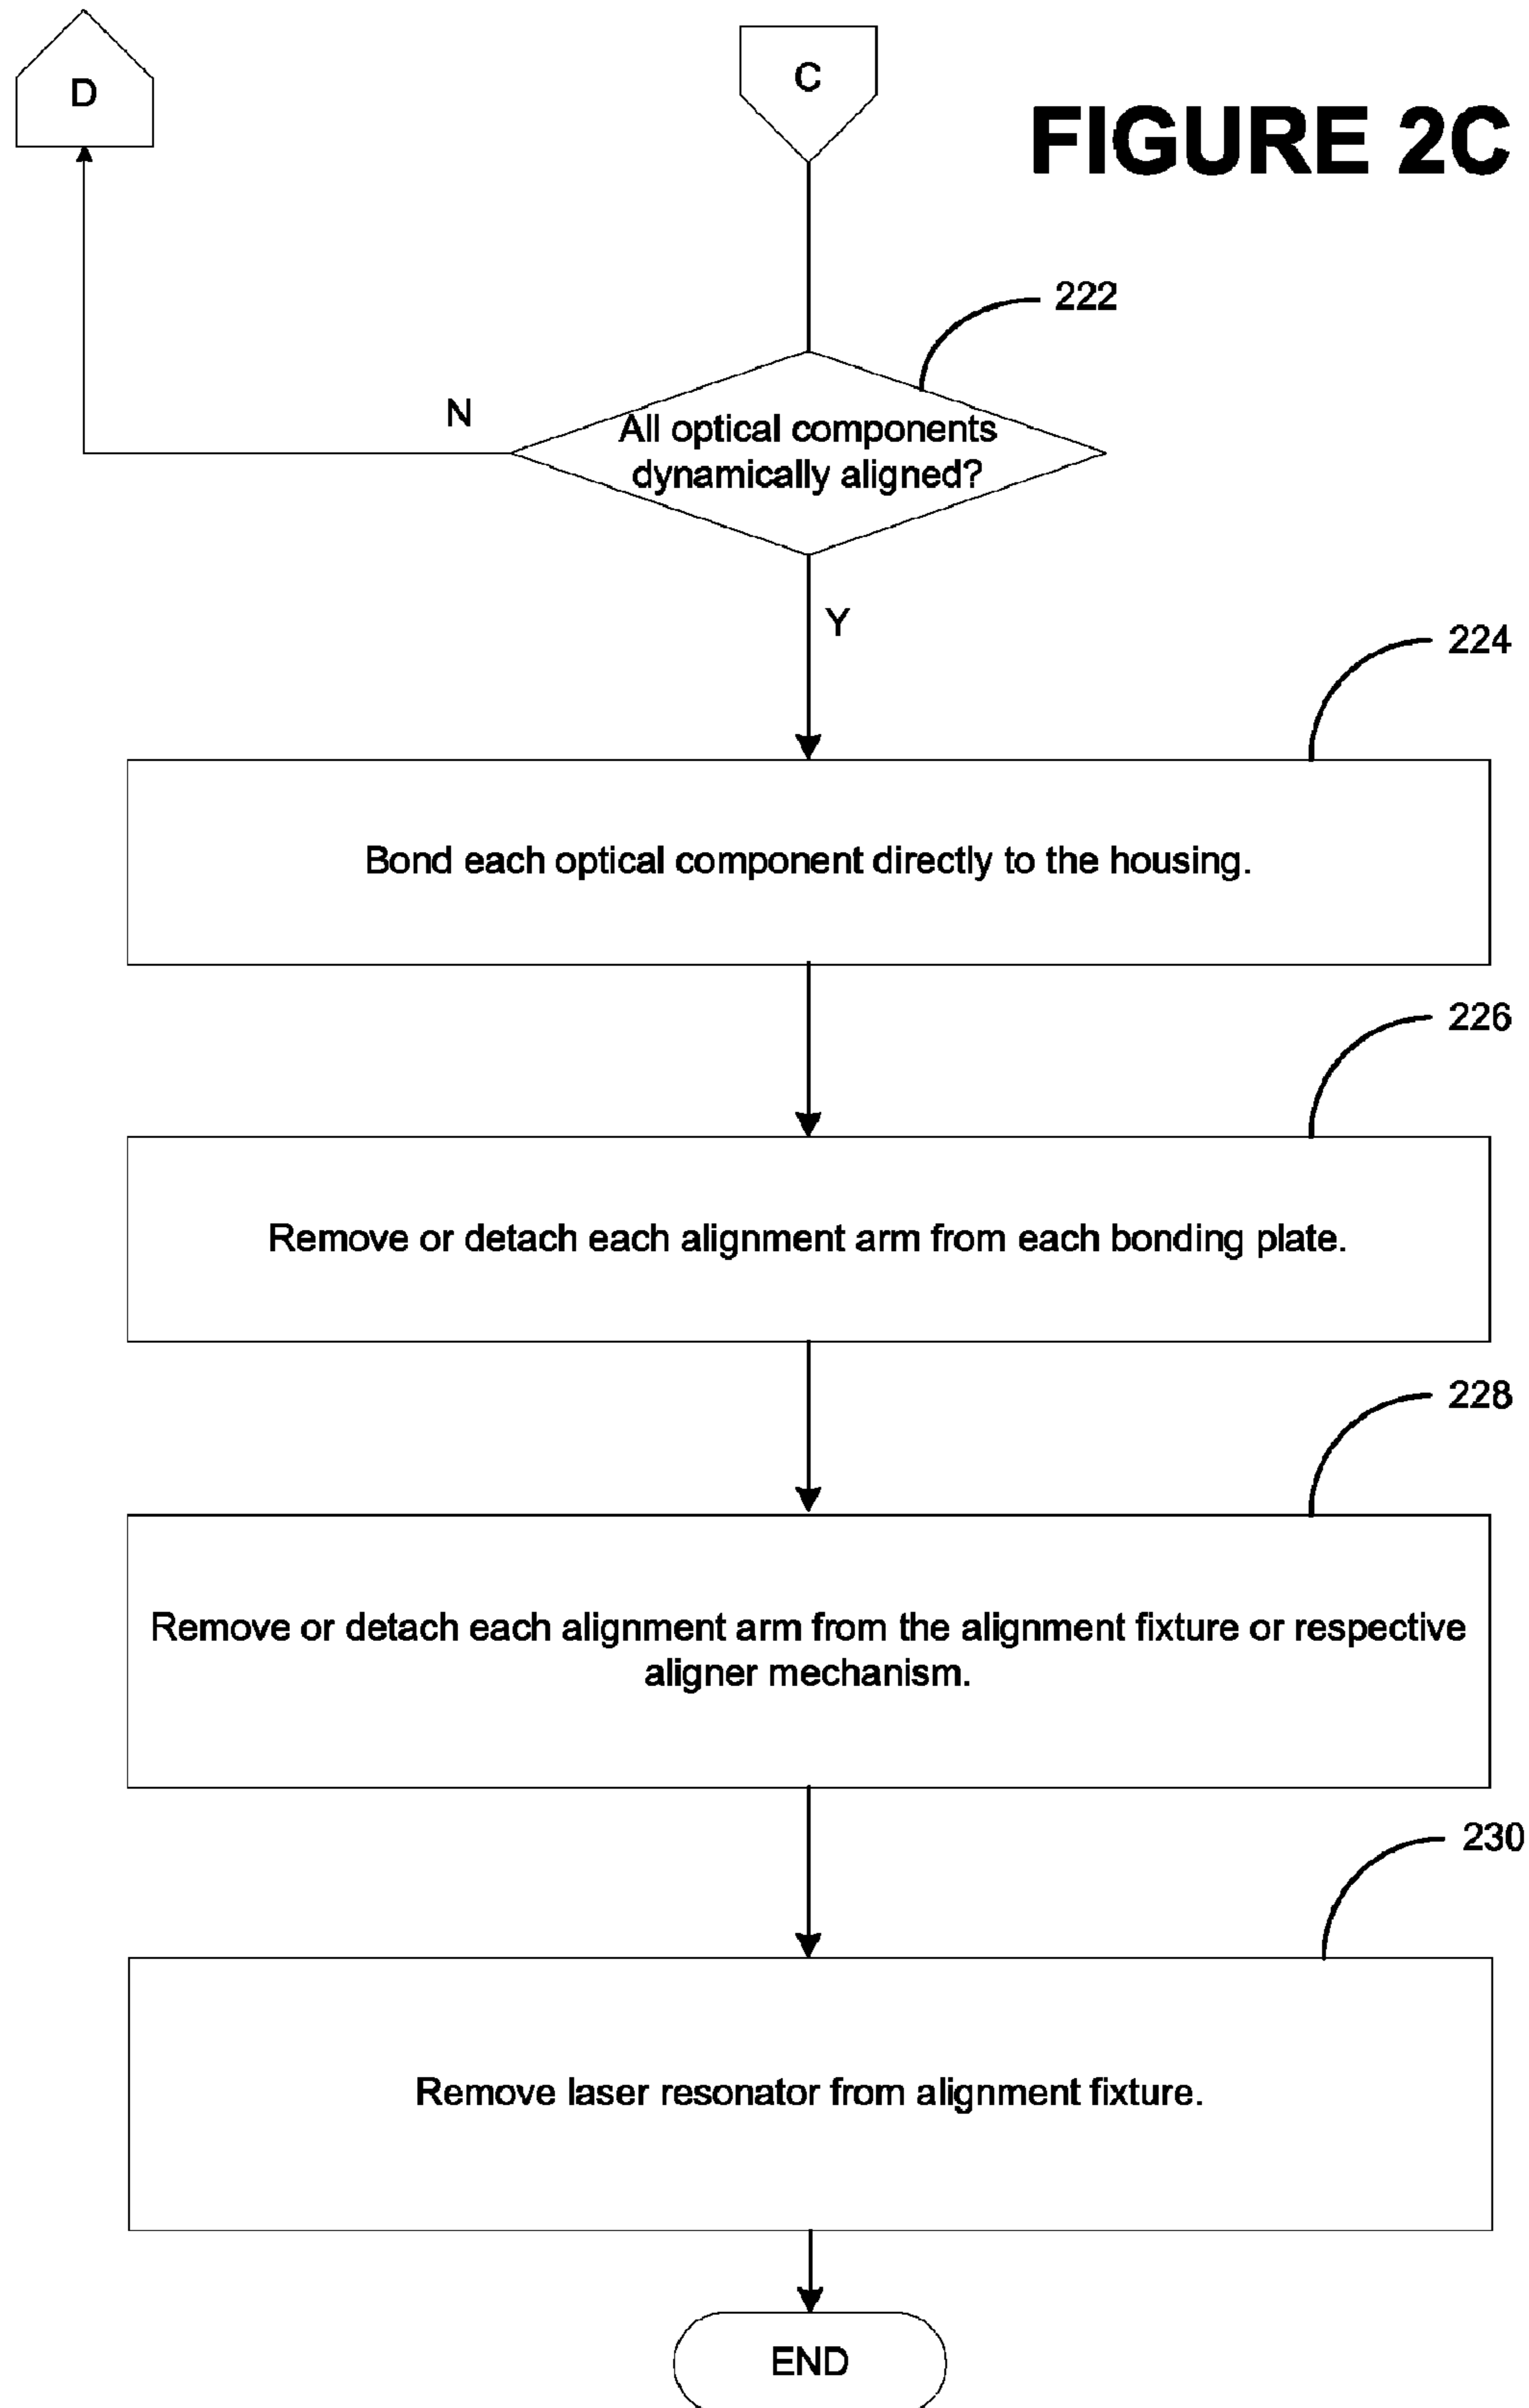 D
C
FIGURE 2C
222
N
All optical components
dynamically aligned?
Y
224
Bond each optical component directly to the housing.
226
Remove or detach each alignment arm from each bonding plate.
228
Remove or detach each alignment arm from the alignment fixture or respective
aligner mechanism.
230
Remove laser resonator from alignment fixture.
END